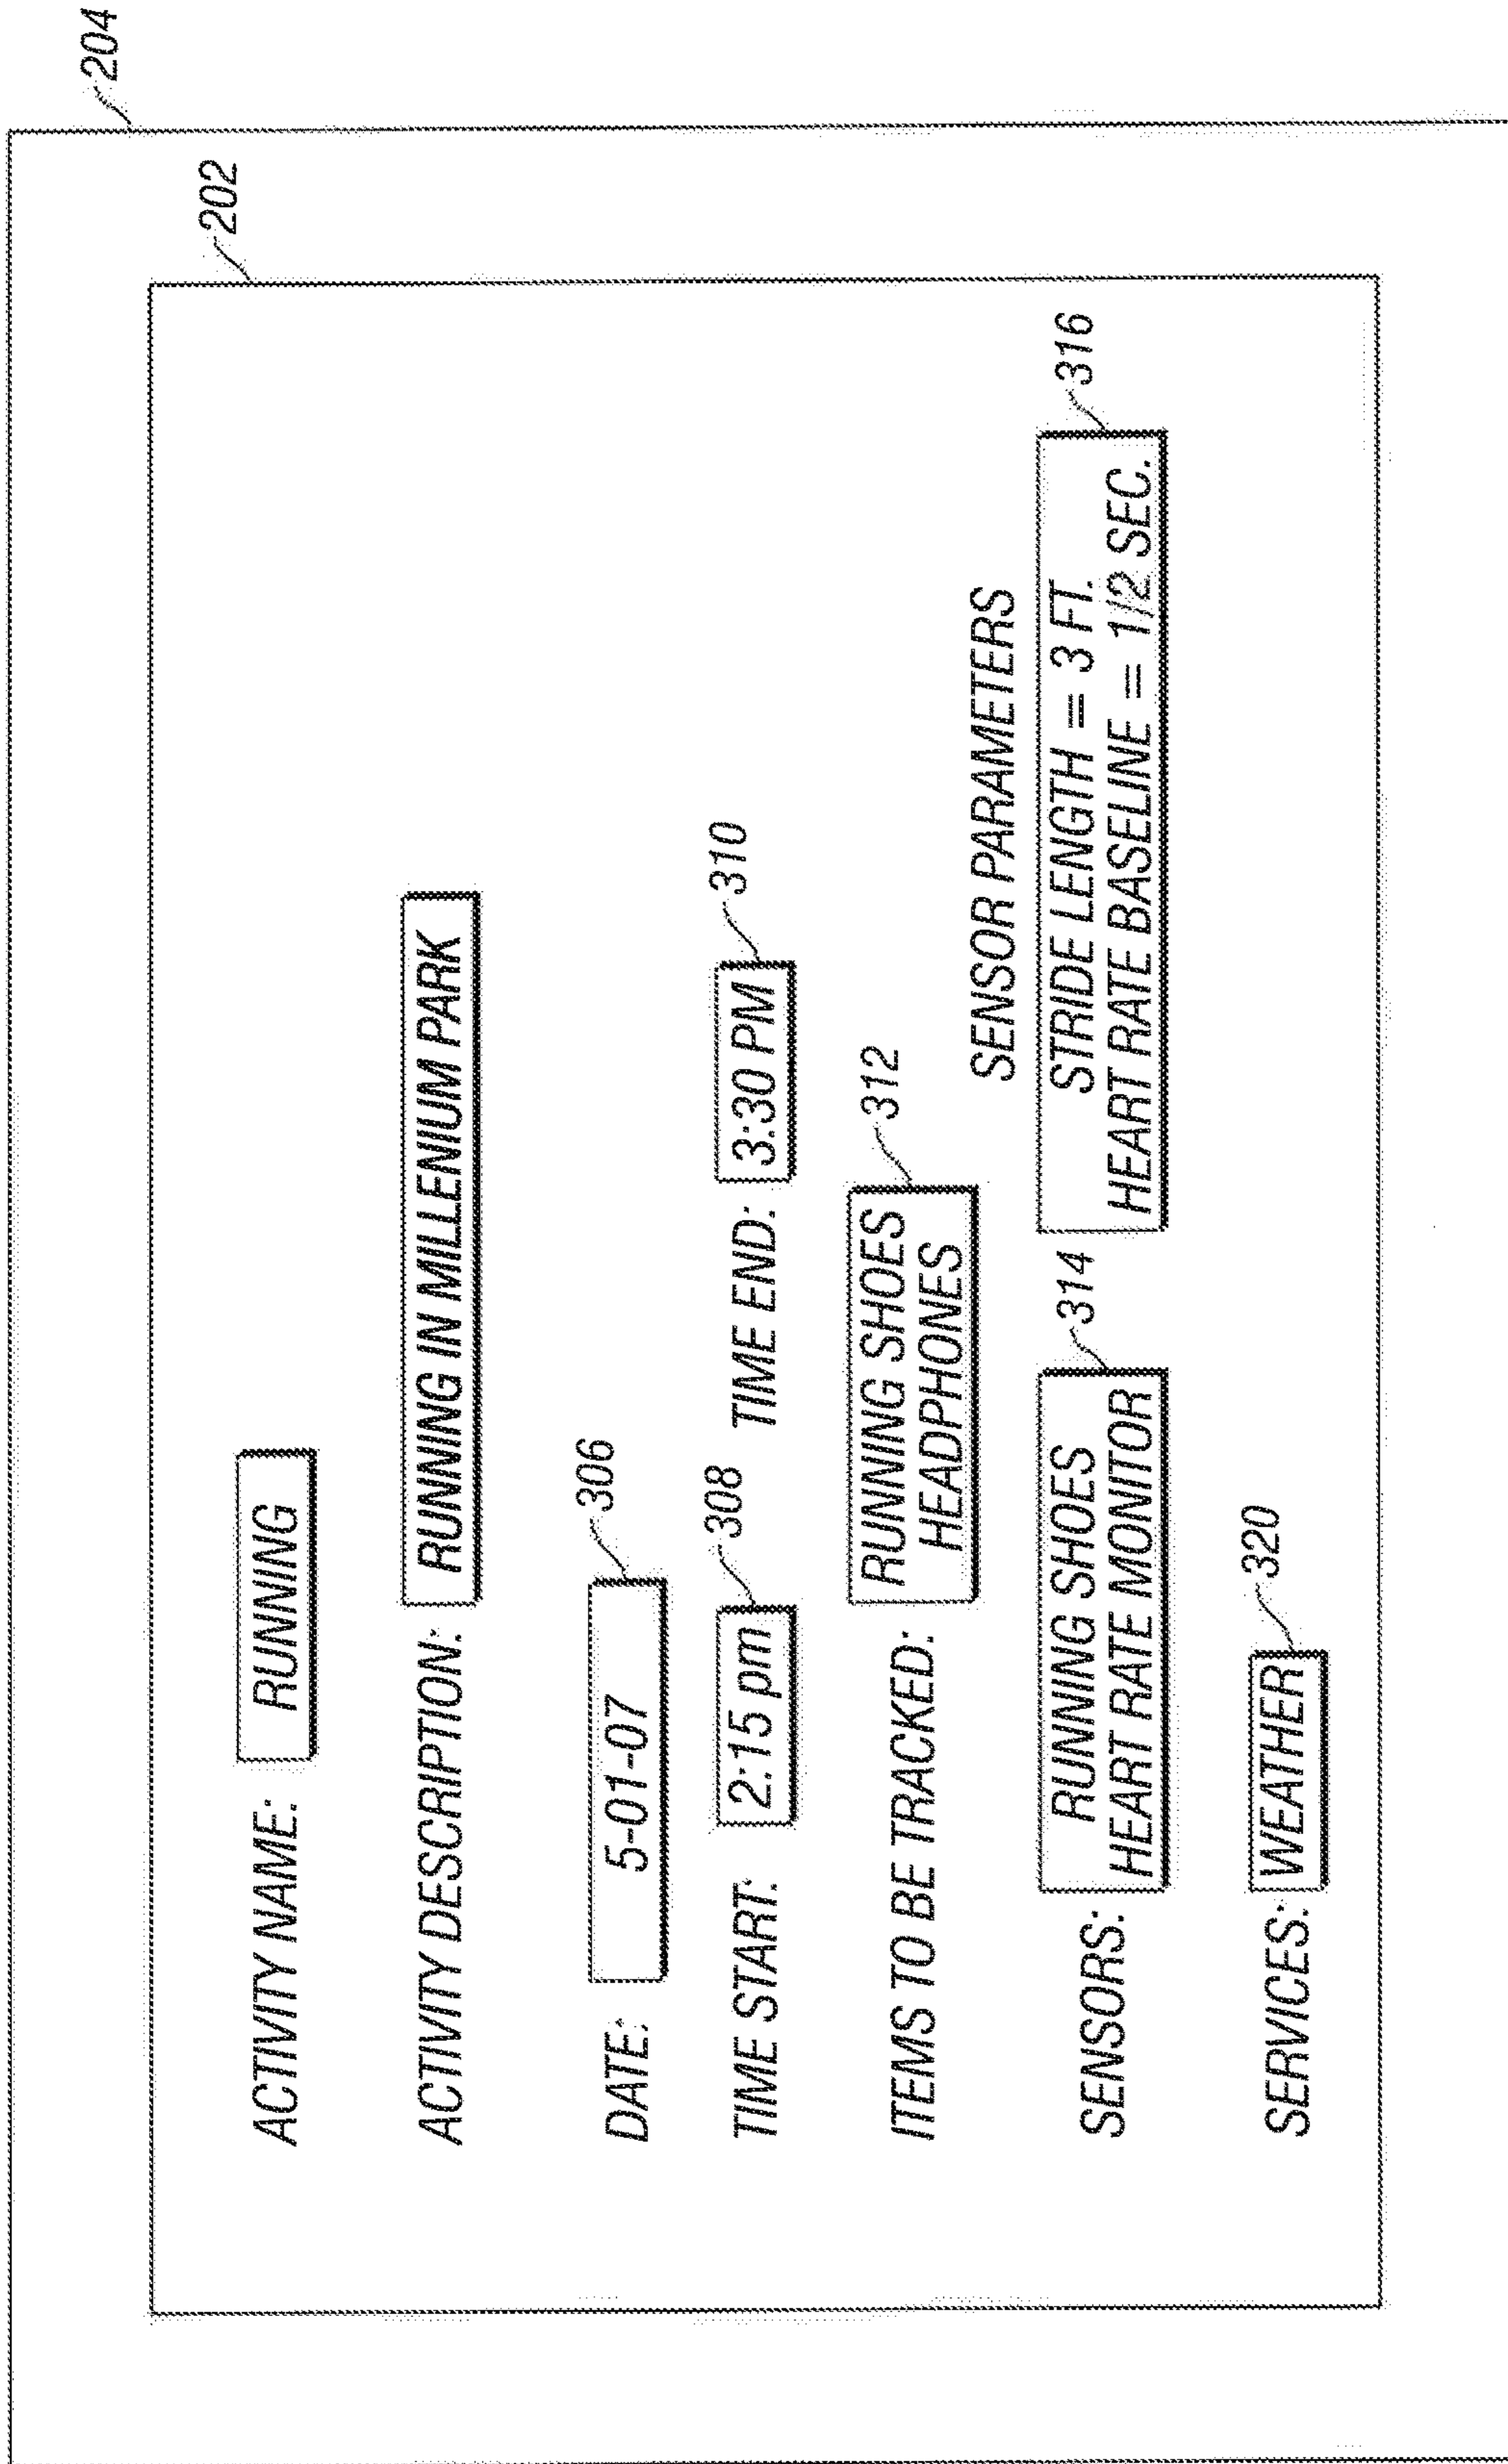 204
202
ACTIVITY NAME: RUNNING
ACTIVITY DESCRIPTION: RUNNING IN MILLENIUM PARK
306
DATE: 5-01-07
308 310
TIME START: 2:15 pm TIME END: 3:30 PM
312
ITEMS TO BE TRACKED: RUNNING SHOES
HEADPHONES
SENSOR PARAMETERS
314 316
SENSORS: RUNNING SHOES STRIDE LENGTH = 3 FT.
HEART RATE MONITOR HEART RATE BASELINE = 1/2 SEC.
320
SERVICES: WEATHER